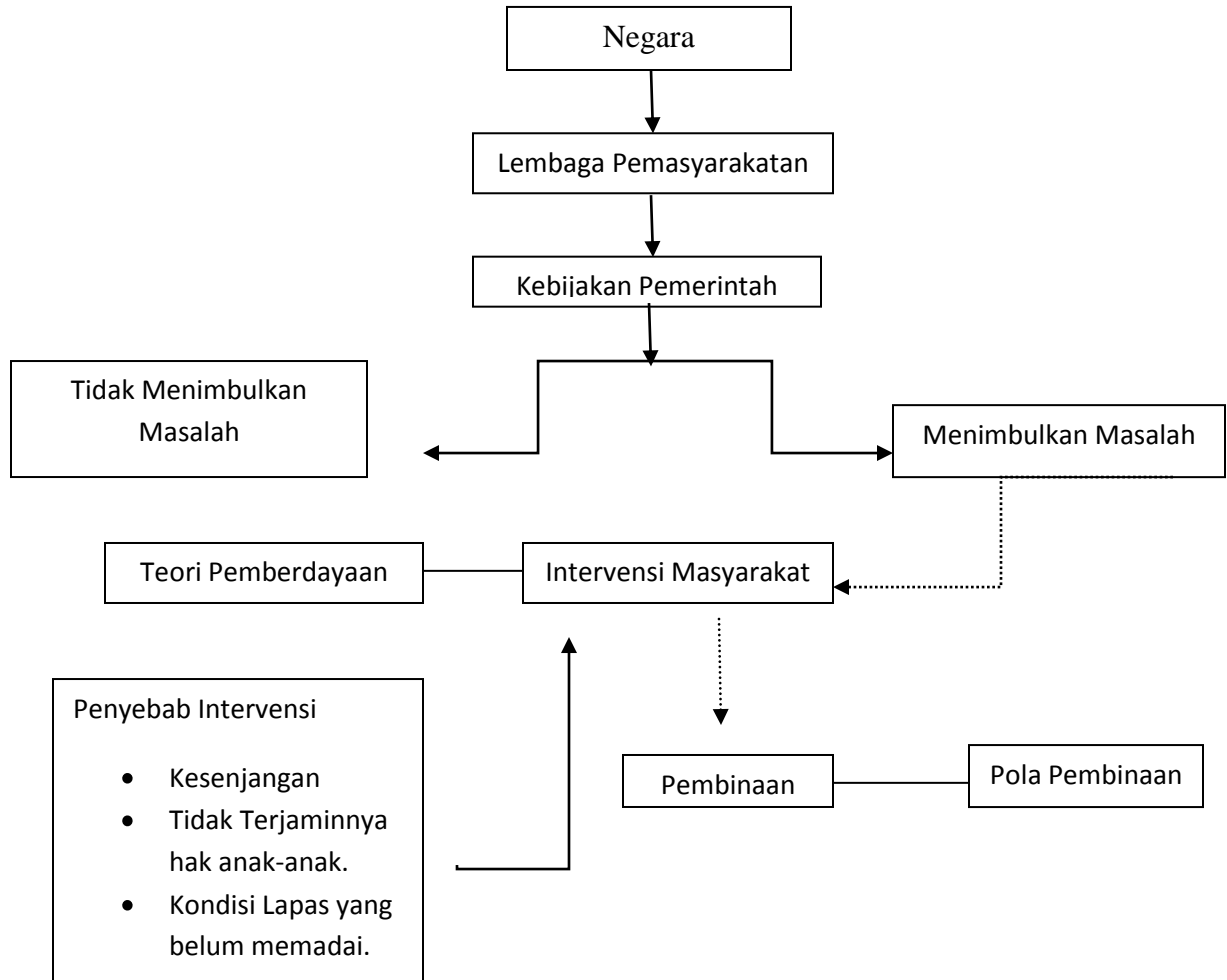 Negara
Lembaga Pemasyarakatan
Kebijakan Pemerintah
Tidak Menimbulkan
Masalah
Menimbulkan Masalah
Teori Pemberdayaan
Intervensi Masyarakat
Penyebab Intervensi
• Kesenjangan
• Tidak Terjaminnya
hak anak-anak.
• Kondisi Lapas yang
belum memadai.
Pembinaan
Pola Pembinaan